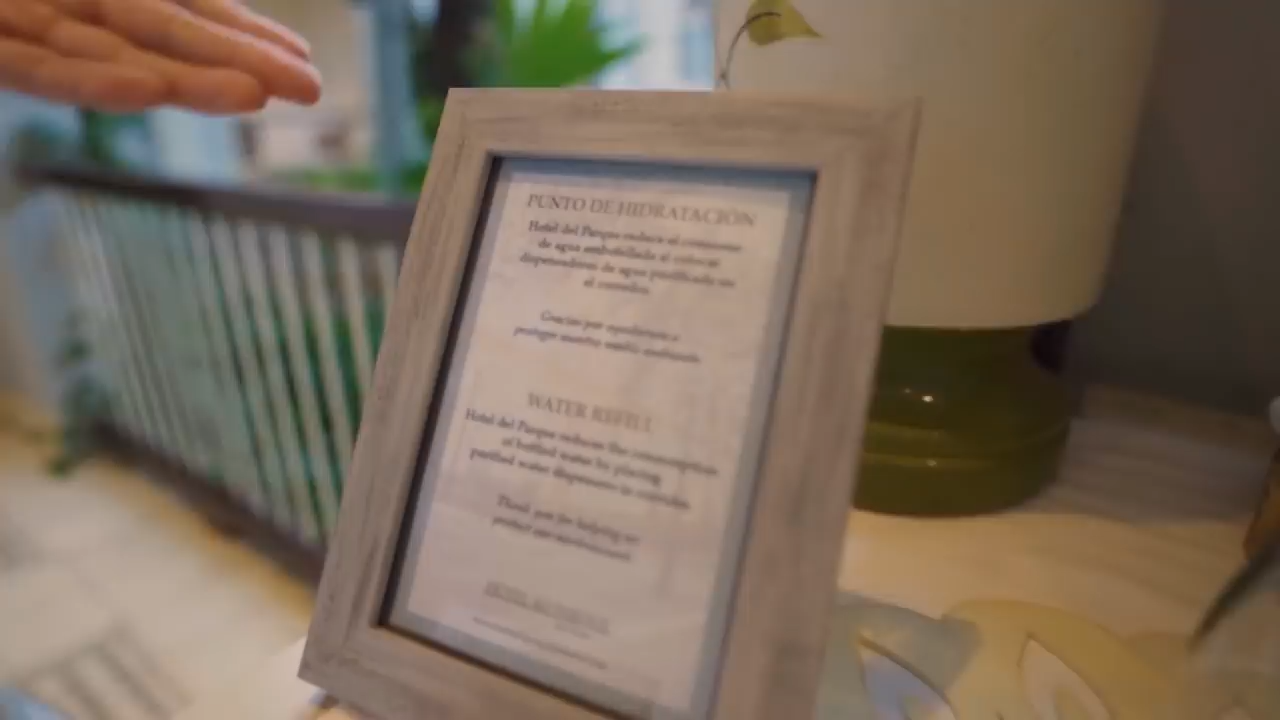 PUNTO DE HIDRATACIÓN
Hotel del Parque reduce el consumo
de agua embotellada al colocar
dispensadores de agua purificada en
el corredor.
Gracias por ayudarnos a
proteger nuestro medio ambiente.
WATER REFILL
Hotel del Parque reduces the consumption
of bottled water by placing
purified water dispensers in corridor.
Thank you for helping us
protect our environment.